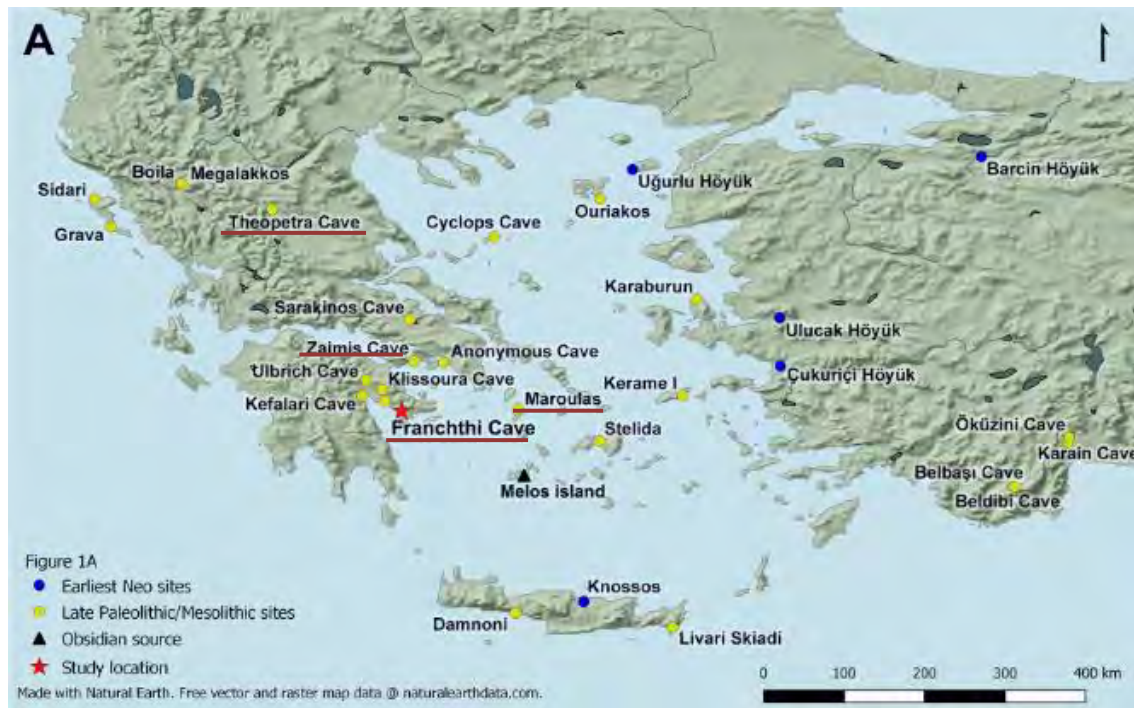 A
Boila
Megalakkos
Sidari
Theopetra Cave
Grava
Cyclops Cave
Uğurlu Höyük
Ouriakos
Barcin Höyük
Karaburun
Sarakinos Cave
Ulucak Höyük
Zaimis Cave
Anonymous Cave
Ulbrich Cave
Klissoura Cave
Çukuriçi Höyük
Kefalari Cave
Kerame I
Maroulas
Franchthi Cave
Stelida
Öküzini Cave
Karain Cave
Belbaşı Cave
Beldibi Cave
Melos island
Knossos
Damnoni
Livari Skiadi
Figure 1A
Earliest Neo sites
Late Paleolithic/Mesolithic sites
Obsidian source
Study location
Made with Natural Earth. Free vector and raster map data @ naturalearthdata.com.
0 100 200 300 400 km